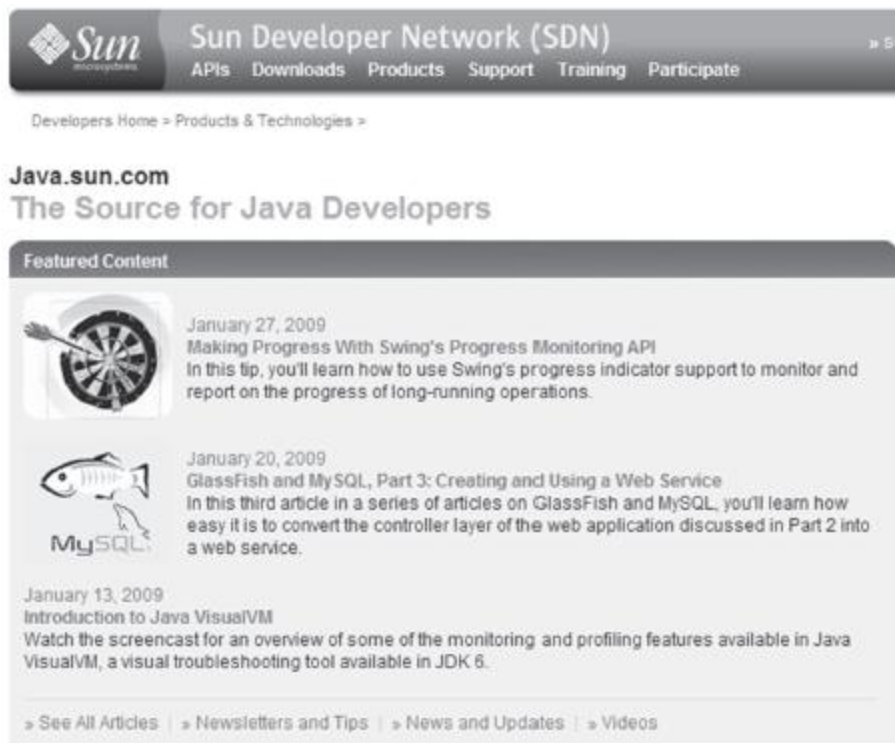 Sun
microsystems
Sun Developer Network (SDN)
APIs Downloads Products Support Training Participate
Developers Home > Products & Technologies >
Java.sun.com
The Source for Java Developers
Featured Content
January 27, 2009
Making Progress With Swing's Progress Monitoring API
In this tip, you'll learn how to use Swing's progress indicator support to monitor and
report on the progress of long-running operations.
January 20, 2009
GlassFish and MySQL, Part 3: Creating and Using a Web Service
In this third article in a series of articles on GlassFish and MySQL, you'll learn how
easy it is to convert the controller layer of the web application discussed in Part 2 into
a web service.
MySQL
January 13, 2009
Introduction to Java VisualVM
Watch the screencast for an overview of some of the monitoring and profiling features available in Java
VisualVM, a visual troubleshooting tool available in JDK 6.
» See All Articles | » Newsletters and Tips | » News and Updates | » Videos